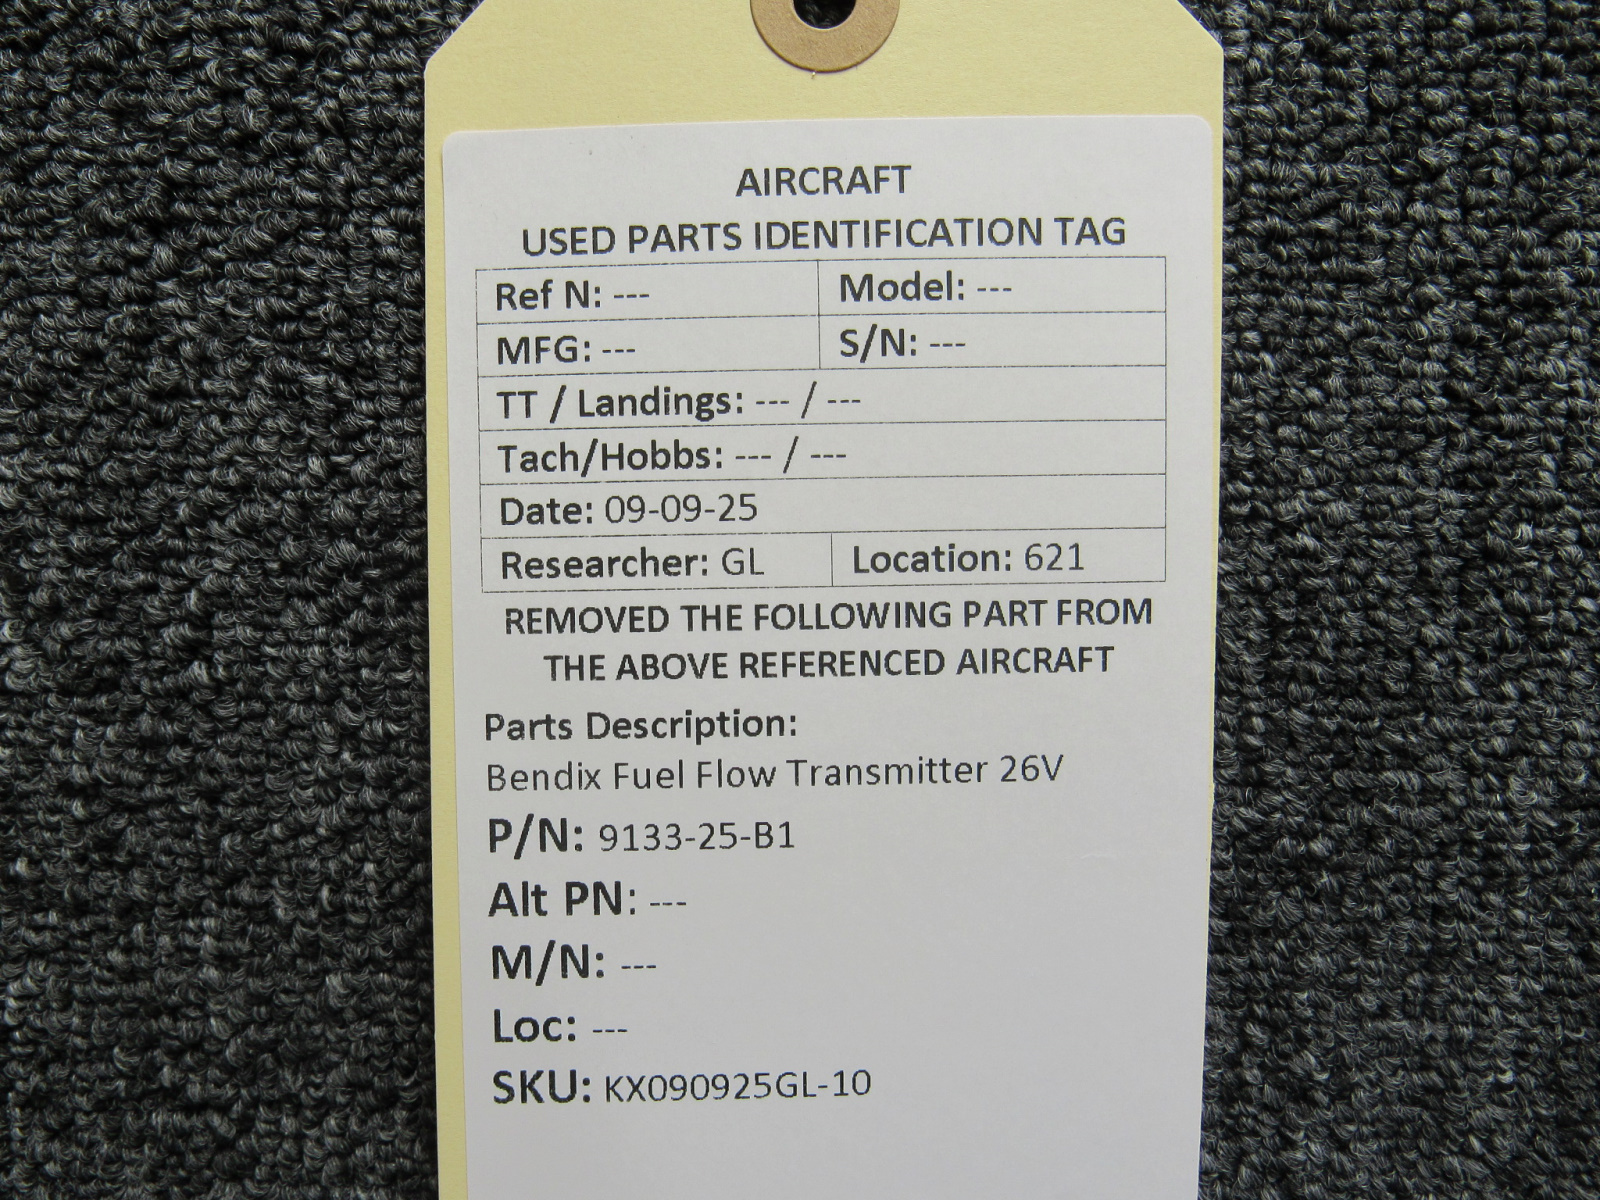 AIRCRAFT
USED PARTS IDENTIFICATION TAG
Ref N: --- Model: ---
MFG: --- S/N: ---
TT / Landings: --- / ---
Tach/Hobbs: --- / ---
Date: 09-09-25
Researcher: GL Location: 621
REMOVED THE FOLLOWING PART FROM
THE ABOVE REFERENCED AIRCRAFT
Parts Description:
Bendix Fuel Flow Transmitter 26V
P/N: 9133-25-B1
Alt PN: ---
M/N: ---
Loc: ---
SKU: KX090925GL-10